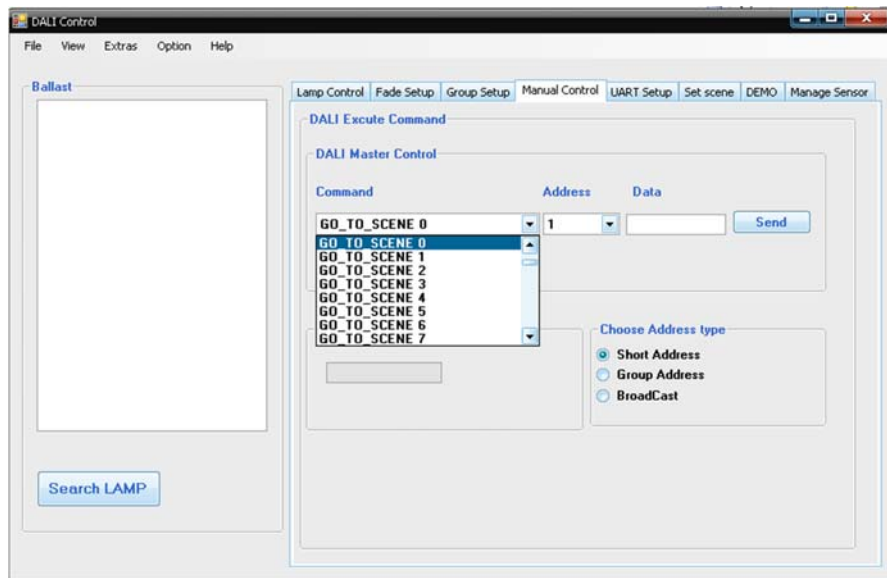 DALI Control
File View Extras Option Help
Ballast
Search LAMP
Lamp Control Fade Setup Group Setup Manual Control UART Setup Set scene DEMO Manage Sensor
DALI Excute Command
DALI Master Control
Command Address Data
GO_TO_SCENE 0 1 Send
GO_TO_SCENE 0
GO_TO_SCENE 1
GO_TO_SCENE 2
GO_TO_SCENE 3
GO_TO_SCENE 4
GO_TO_SCENE 5
GO_TO_SCENE 6
GO_TO_SCENE 7
Choose Address type
Short Address
Group Address
BroadCast